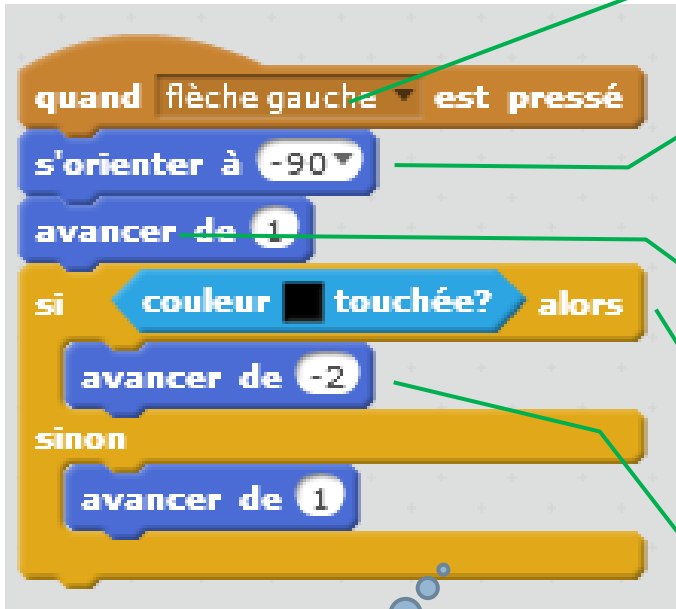 quand flèche gauche est pressé
s'orienter à -90
avancer de 1
si couleur touchée? alors
avancer de -2
sinon
avancer de 1